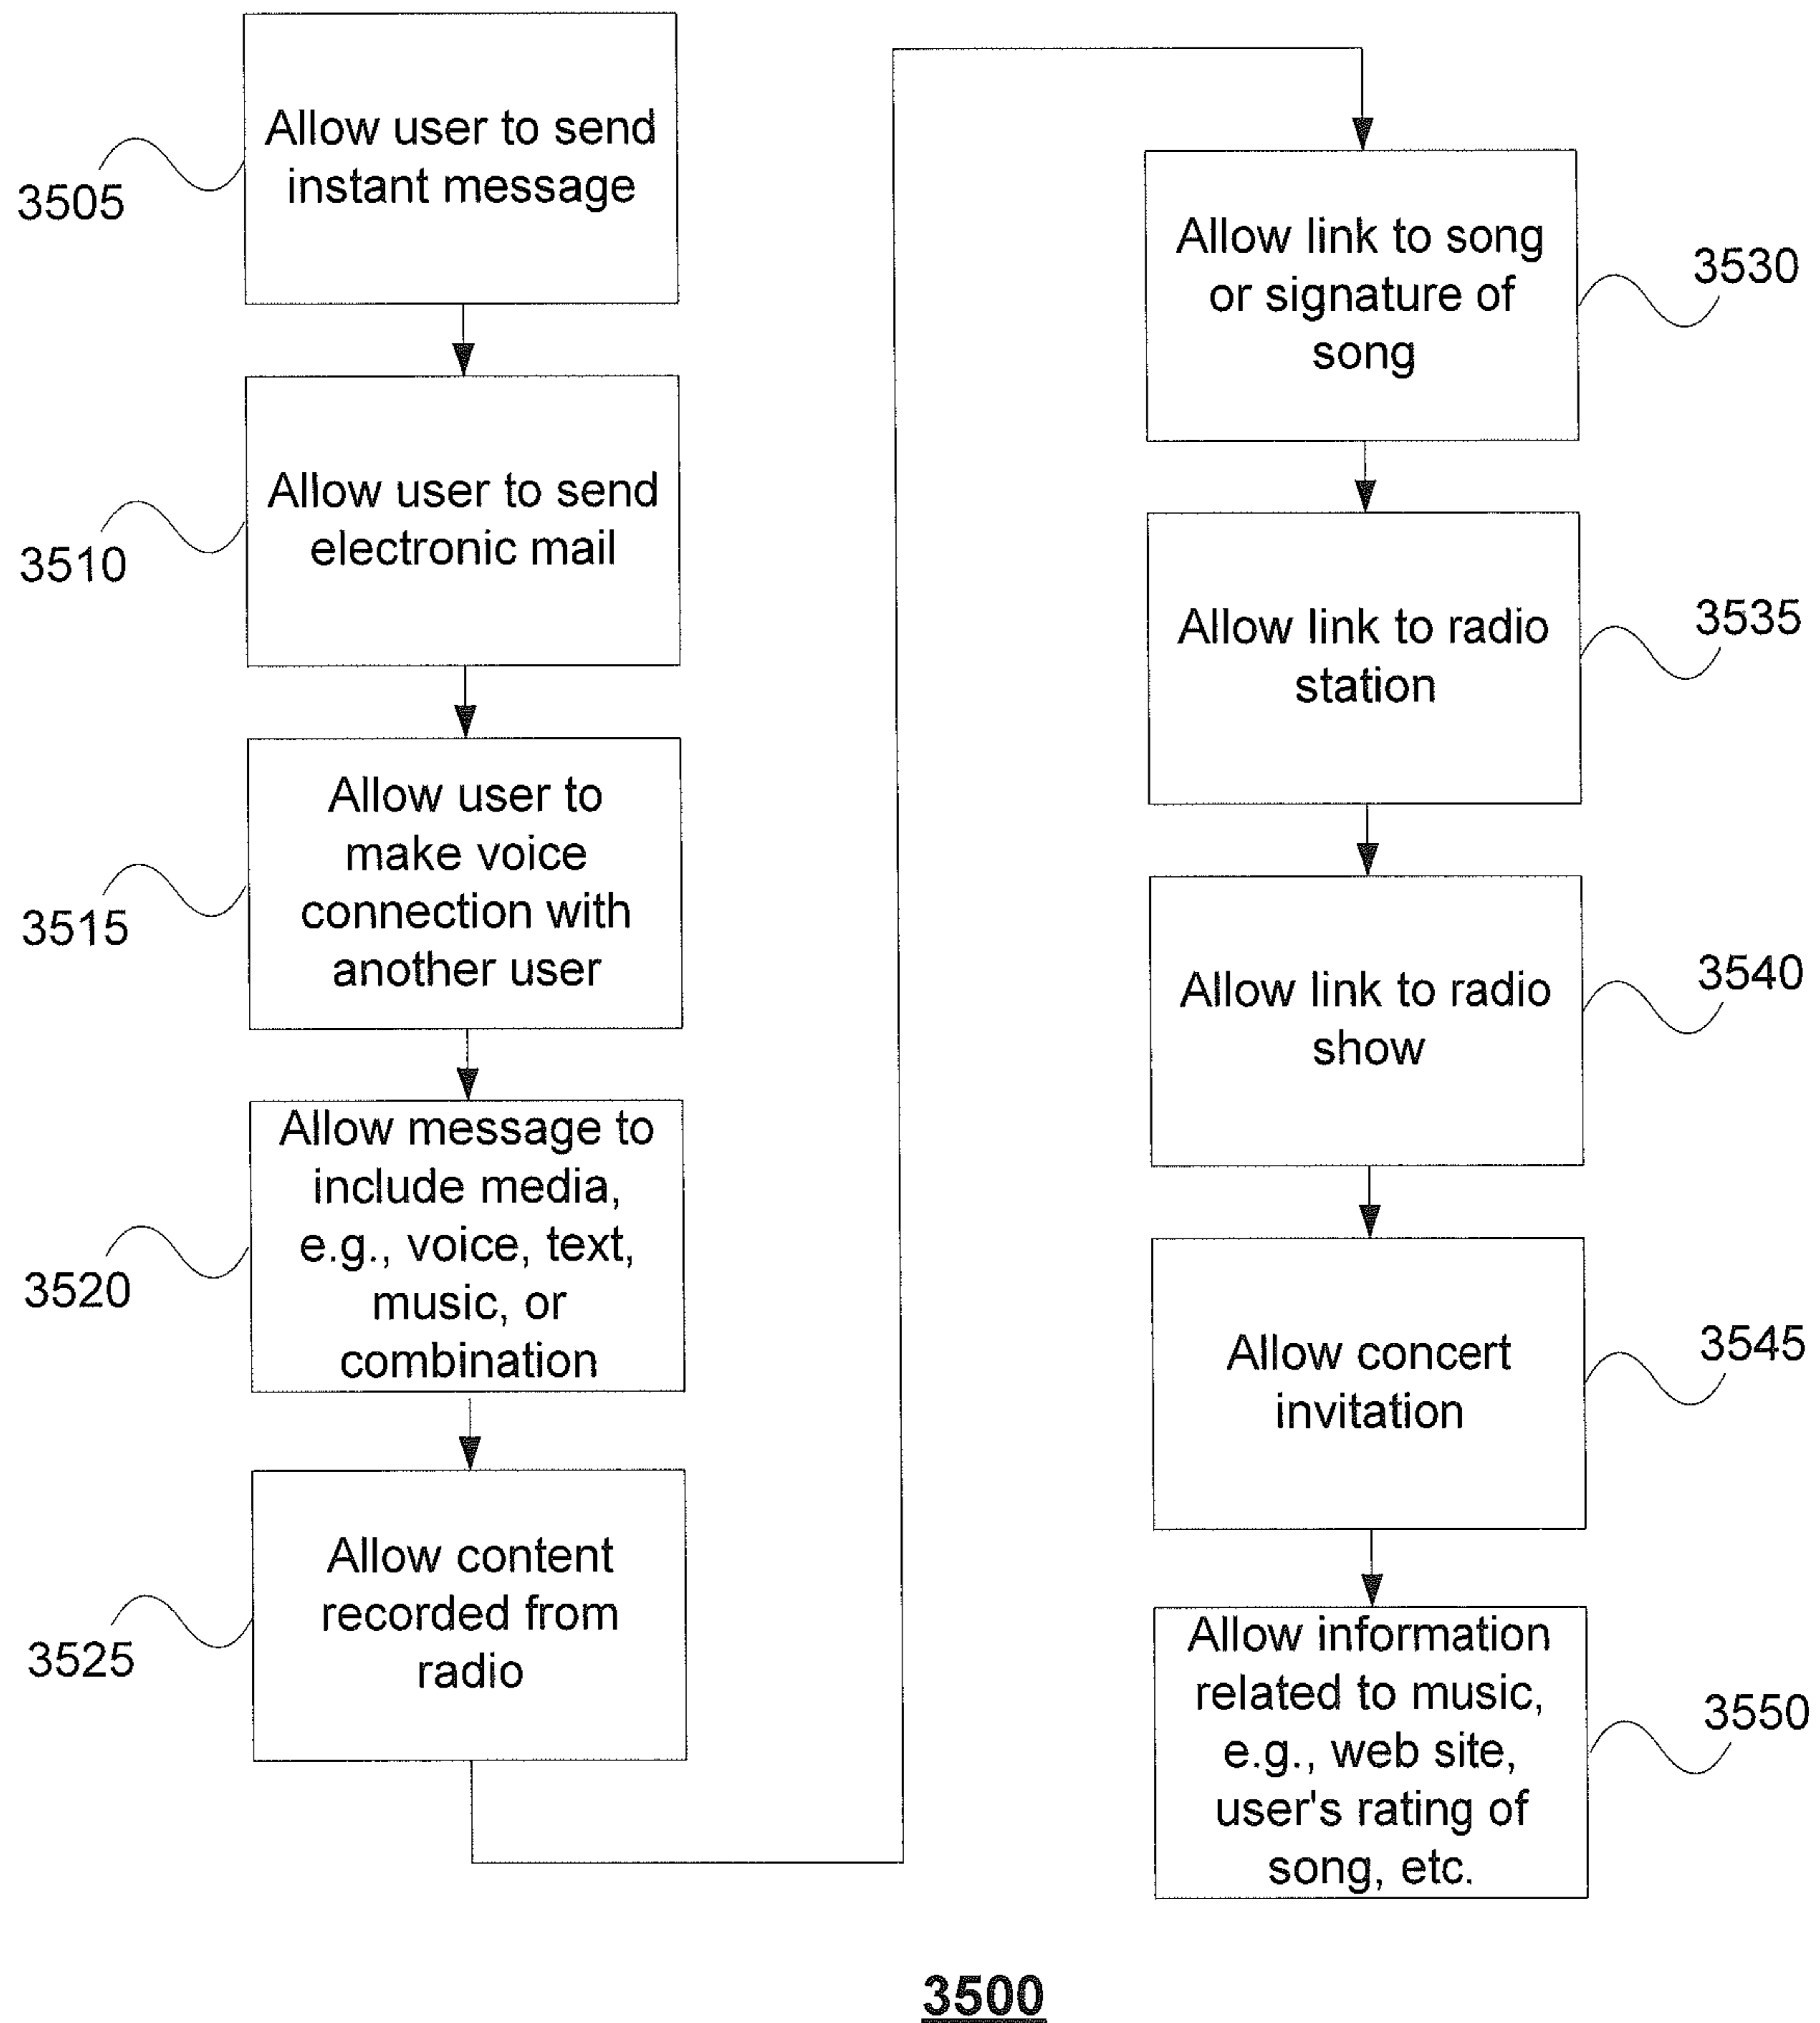 Allow user to send
instant message
3505
Allow user to send
electronic mail
3510
Allow user to
make voice
connection with
another user
3515
Allow message to
include media,
e.g., voice, text,
music, or
combination
3520
Allow content
recorded from
radio
3525
Allow link to song
or signature of
song
3530
Allow link to radio
station
3535
Allow link to radio
show
3540
Allow concert
invitation
3545
Allow information
related to music,
e.g., web site,
user's rating of
song, etc.
3550
3500